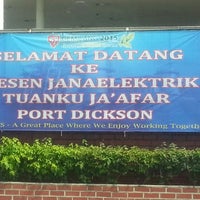 SELAMAT DATANG
KE
ESEN JANAELEKTRIK
TUANKU JA'AFAR
PORT DICKSON
S - A Great Place Where We Enjoy Working Togeth